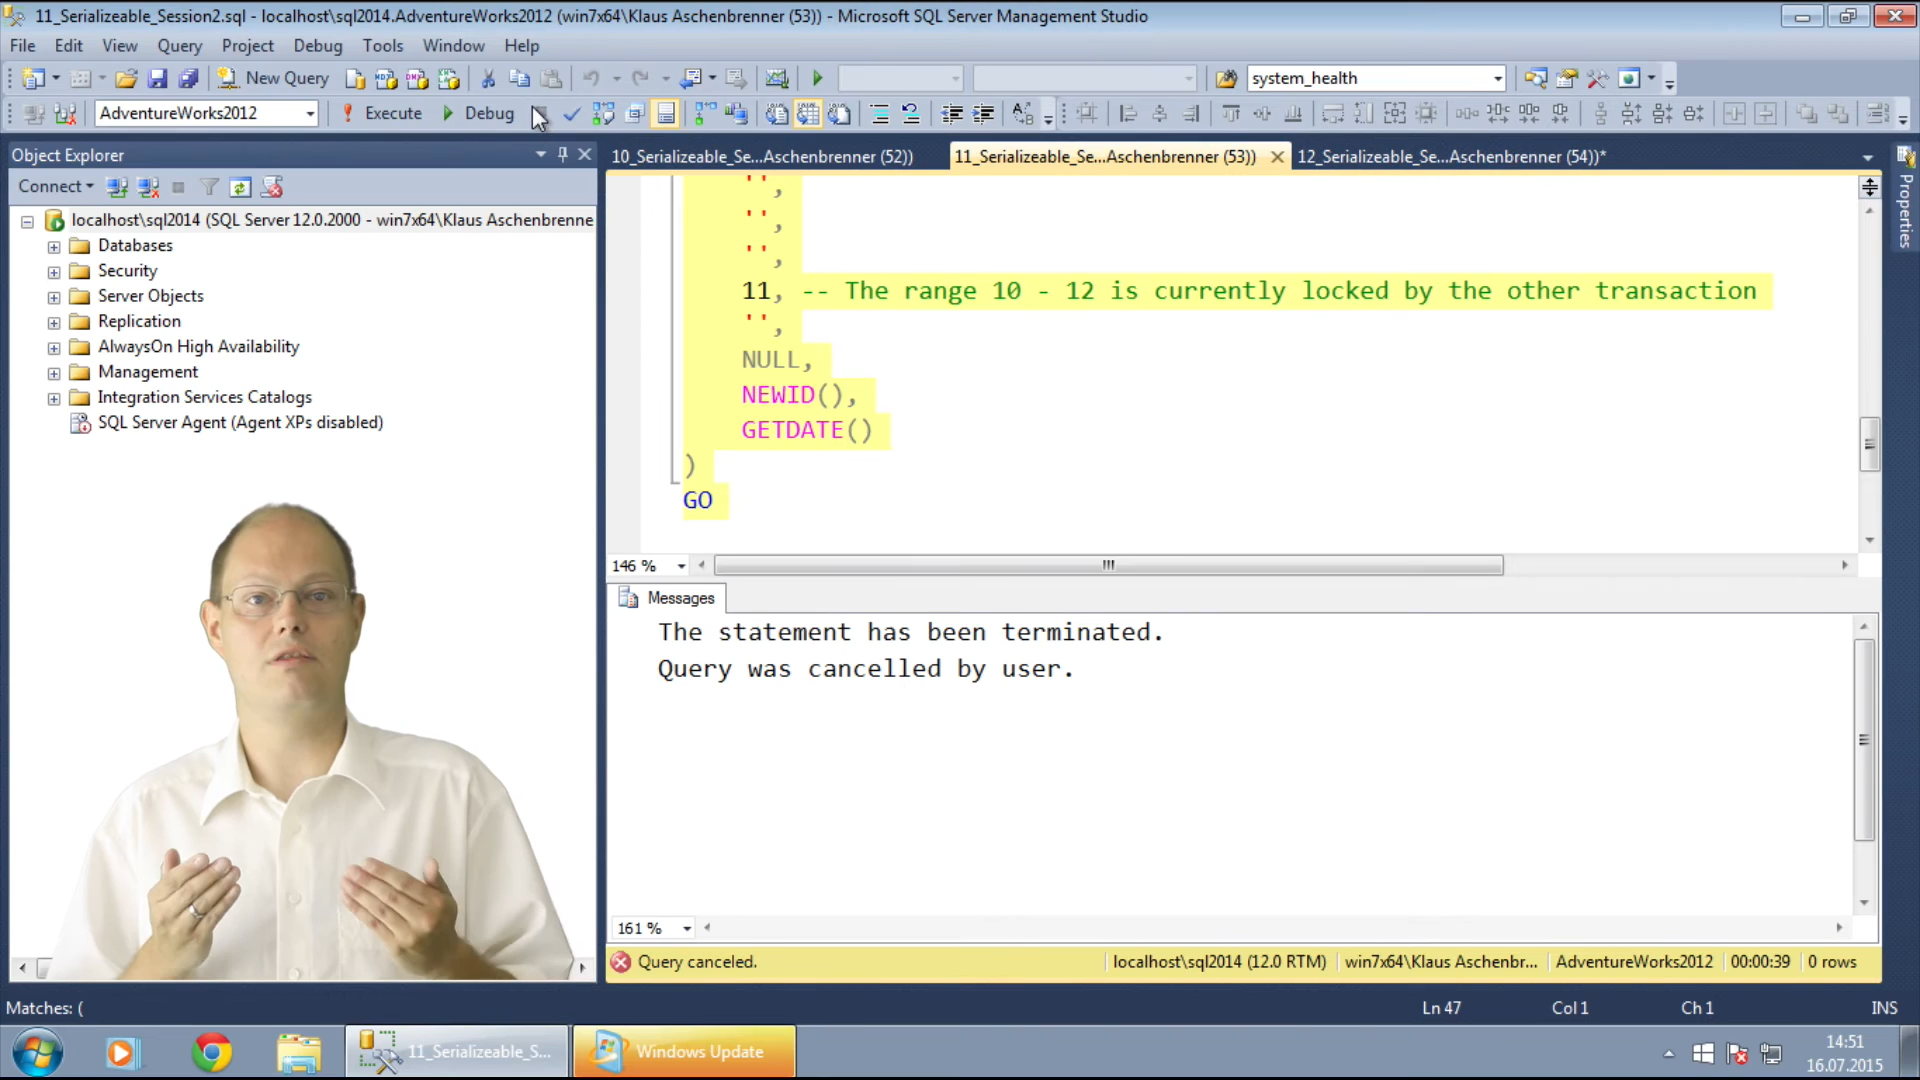 11_Serializeable_Session2.sql - localhost\sql2014.AdventureWorks2012 (win7x64\Klaus Aschenbrenner (53)) - Microsoft SQL Server Management Studio
File Edit View Query Project Debug Tools Window Help
New Query
system_health
AdventureWorks2012
Execute
Debug
Object Explorer
Connect
localhost\sql2014 (SQL Server 12.0.2000 - win7x64\Klaus Aschenbrenne
Databases
Security
Server Objects
Replication
AlwaysOn High Availability
Management
Integration Services Catalogs
SQL Server Agent (Agent XPs disabled)
10_Serializeable_Se...Aschenbrenner (52))
11_Serializeable_Se...Aschenbrenner (53))
12_Serializeable_Se...Aschenbrenner (54))*
Properties
'',
'',
'',
11, -- The range 10 - 12 is currently locked by the other transaction
'',
NULL,
NEWID(),
GETDATE()
)
GO
146 %
Messages
The statement has been terminated.
Query was cancelled by user.
161 %
Query canceled.
localhost\sql2014 (12.0 RTM)
win7x64\Klaus Aschenbr...
AdventureWorks2012
00:00:39
0 rows
Matches: (
Ln 47
Col 1
Ch 1
INS
11_Serializeable_S...
Windows Update
14:51
16.07.2015